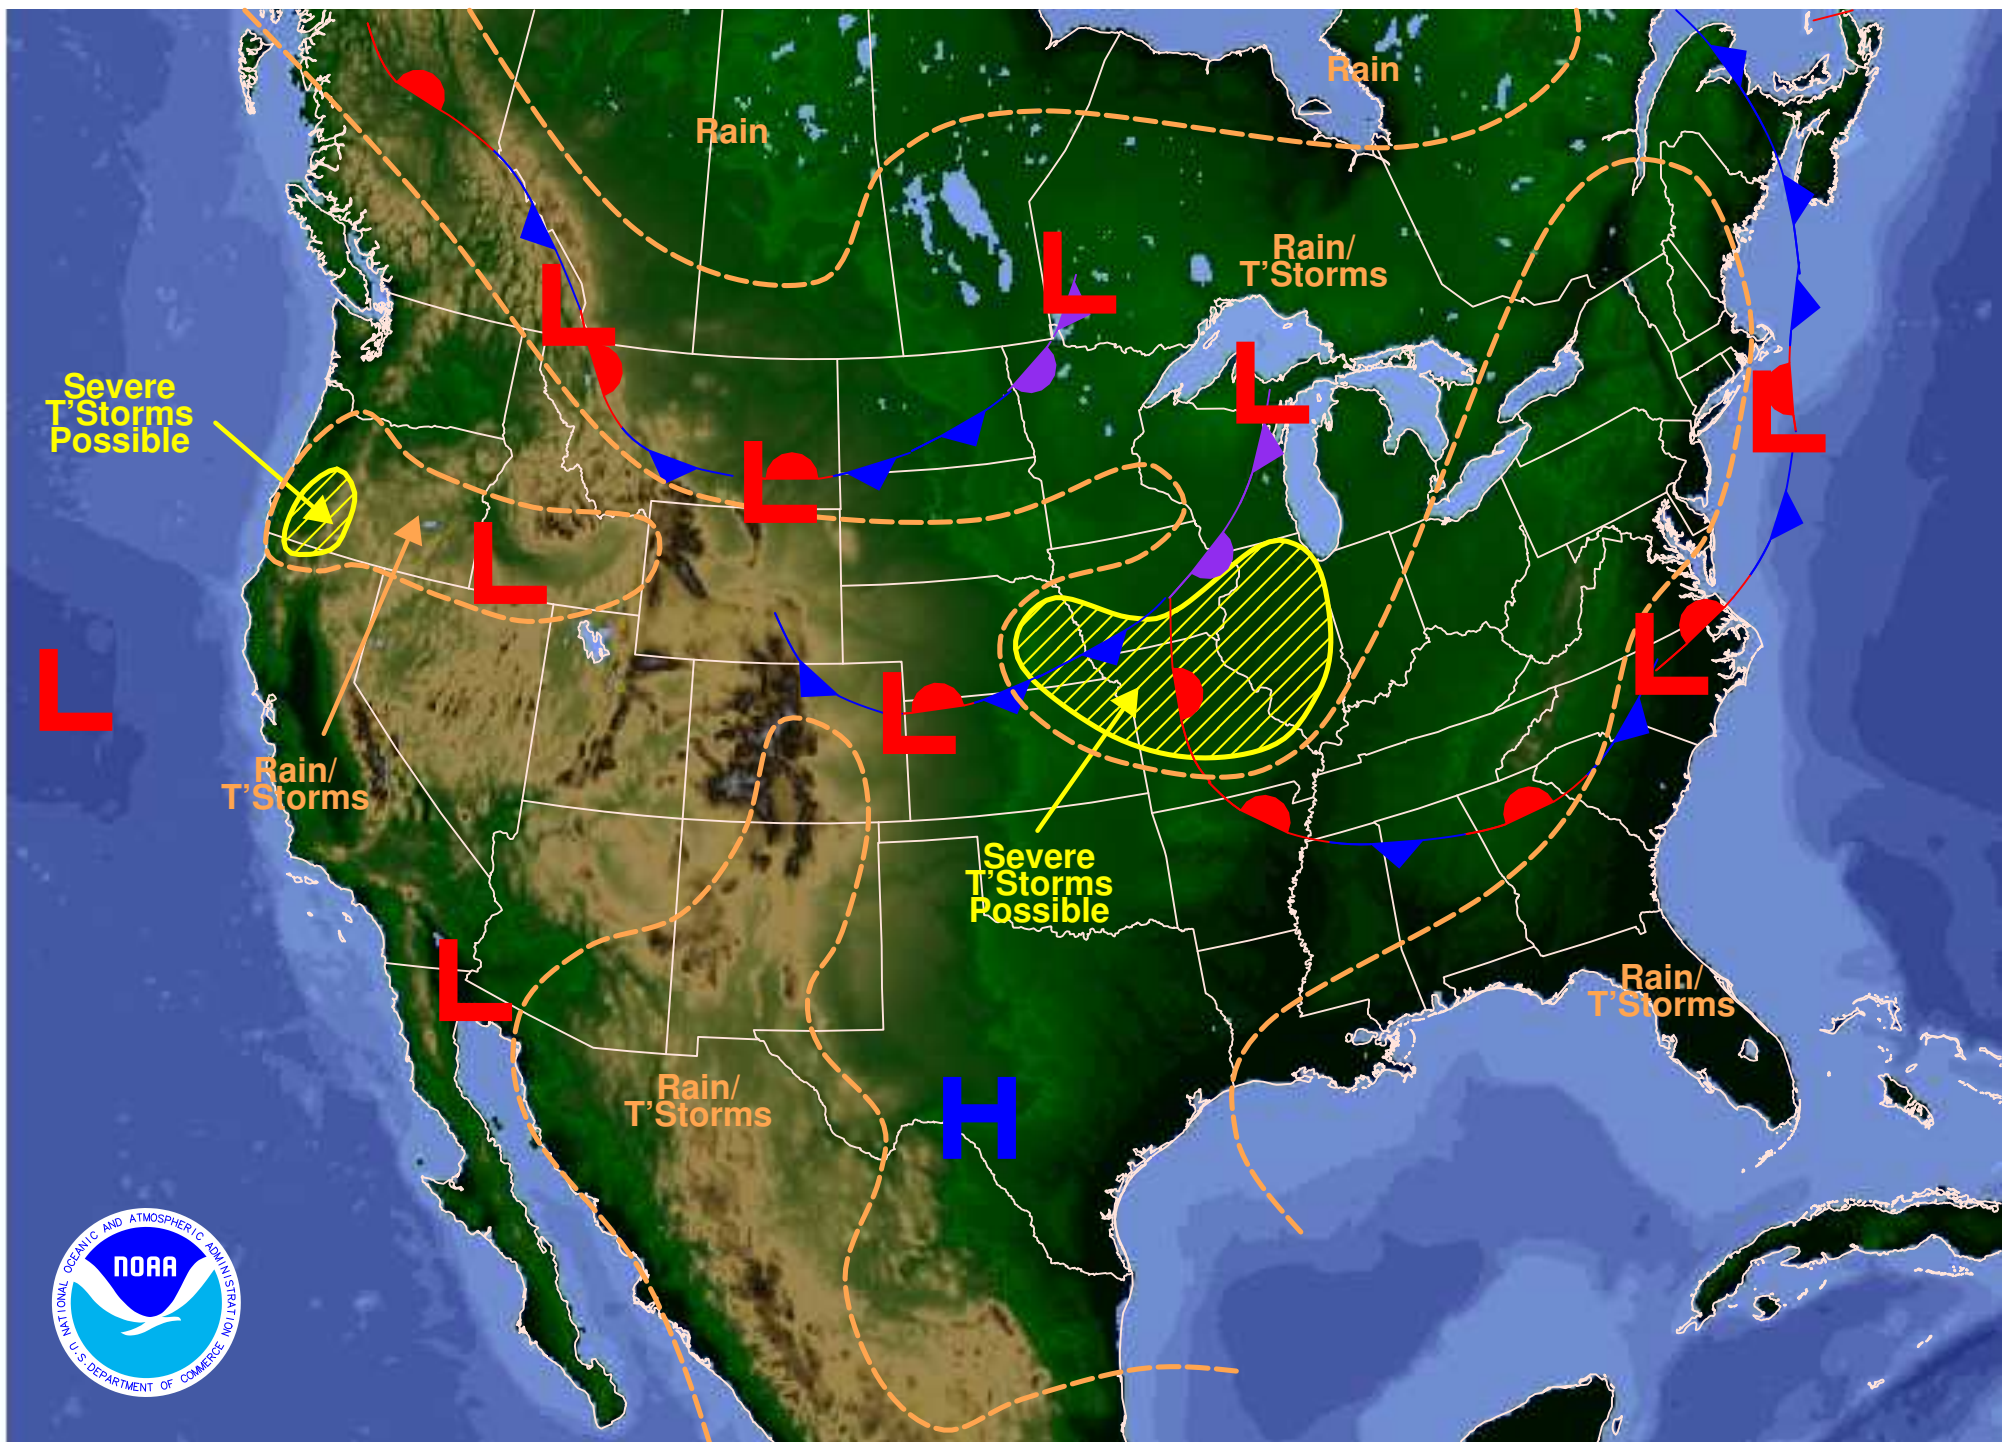 Rain
Rain
Rain/
T'Storms
L
L
L
L
Severe
T'Storms
Possible
L
L
L
L
L
L
Rain/
T'Storms
Severe
T'Storms
Possible
L
Rain/
T'Storms
H
Rain/
T'Storms
NATIONAL OCEANIC AND ATMOSPHERIC ADMINISTRATION
NOAA
U.S. DEPARTMENT OF COMMERCE